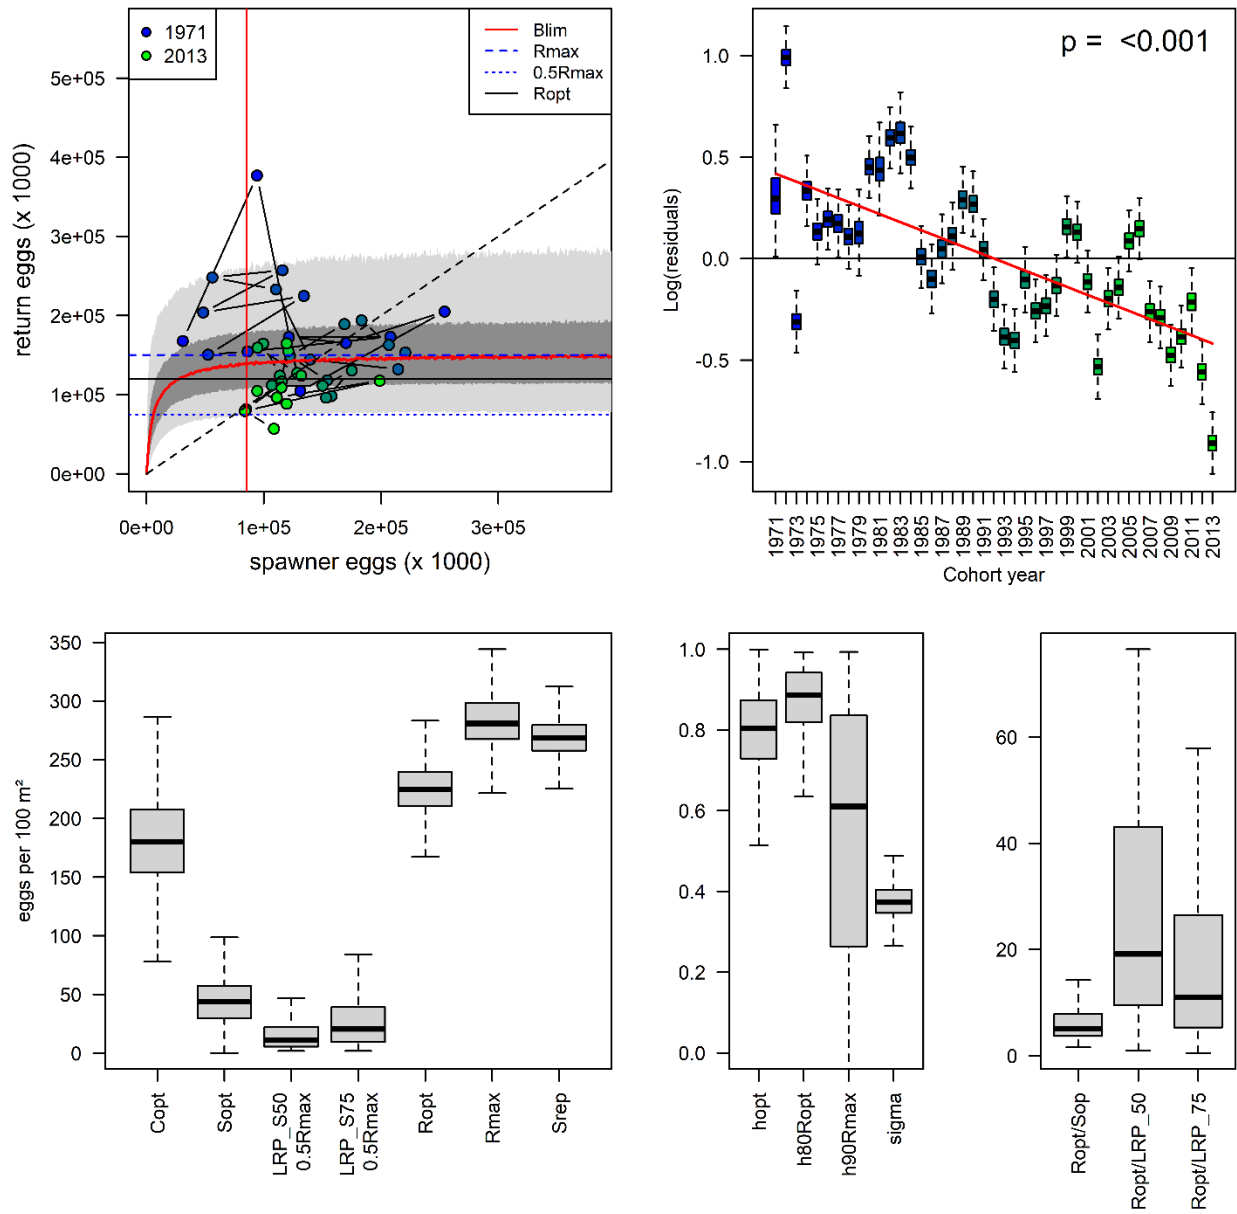 1971
2013
Blim
Rmax
0.5Rmax
Ropt
5e+05
4e+05
3e+05
2e+05
1e+05
0e+00
return eggs (x 1000)
0e+00 1e+05 2e+05 3e+05
spawner eggs (x 1000)
p = <0.001
1.0
0.5
0.0
-0.5
-1.0
Log(residuals)
1971 1973 1975 1977 1979 1981 1983 1985 1987 1989 1991 1993 1995 1997 1999 2001 2003 2005 2007 2009 2011 2013
Cohort year
350
300
250
200
150
100
50
0
eggs per 100 m²
Copt
Sopt
LRP_S50
0.5Rmax
LRP_S75
0.5Rmax
Ropt
Rmax
Srep
1.0
0.8
0.6
0.4
0.2
0.0
hopt
h80Ropt
h90Rmax
sigma
60
40
20
0
Ropt/Sop
Ropt/LRP_50
Ropt/LRP_75